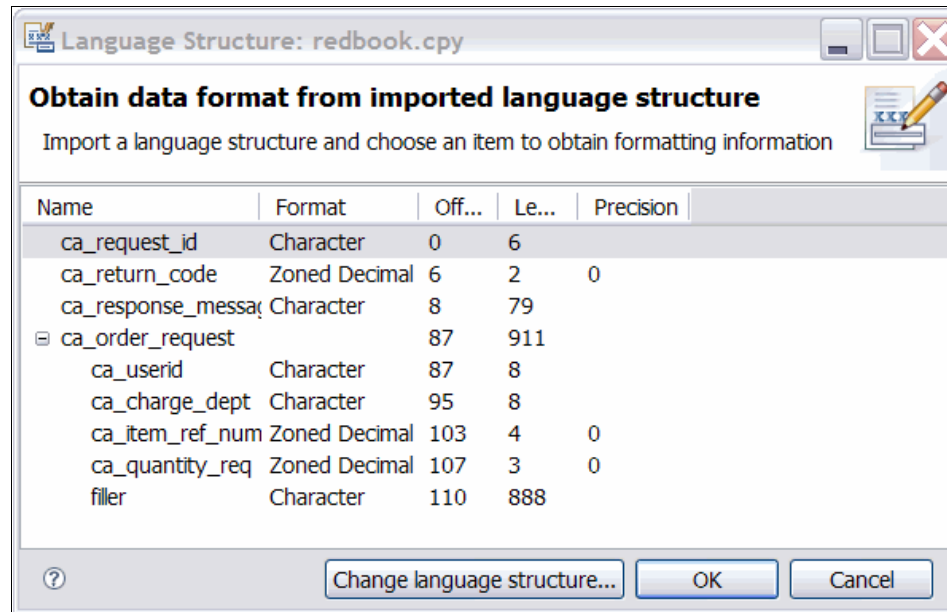 Language Structure: redbook.cpy
Obtain data format from imported language structure
Import a language structure and choose an item to obtain formatting information
Name Format Off... Le... Precision
ca_request_id Character 0 6
ca_return_code Zoned Decimal 6 2 0
ca_response_messag Character 8 79
ca_order_request 87 911
ca_userid Character 87 8
ca_charge_dept Character 95 8
ca_item_ref_num Zoned Decimal 103 4 0
ca_quantity_req Zoned Decimal 107 3 0
filler Character 110 888
Change language structure... OK Cancel